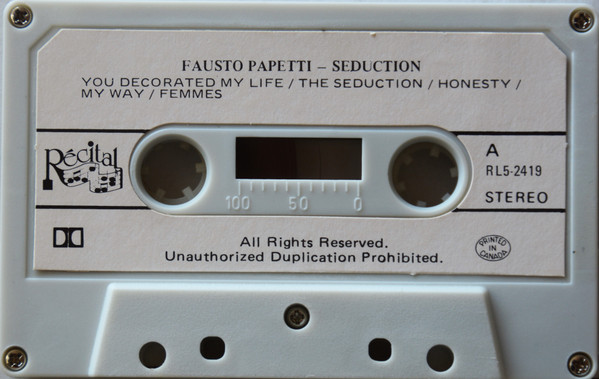 FAUSTO PAPETTI – SEDUCTION
YOU DECORATED MY LIFE / THE SEDUCTION / HONESTY /
MY WAY / FEMMES
Récital
A
RL5-2419
STEREO
100 50 0
All Rights Reserved.
Unauthorized Duplication Prohibited.
PRINTED
IN
CANADA